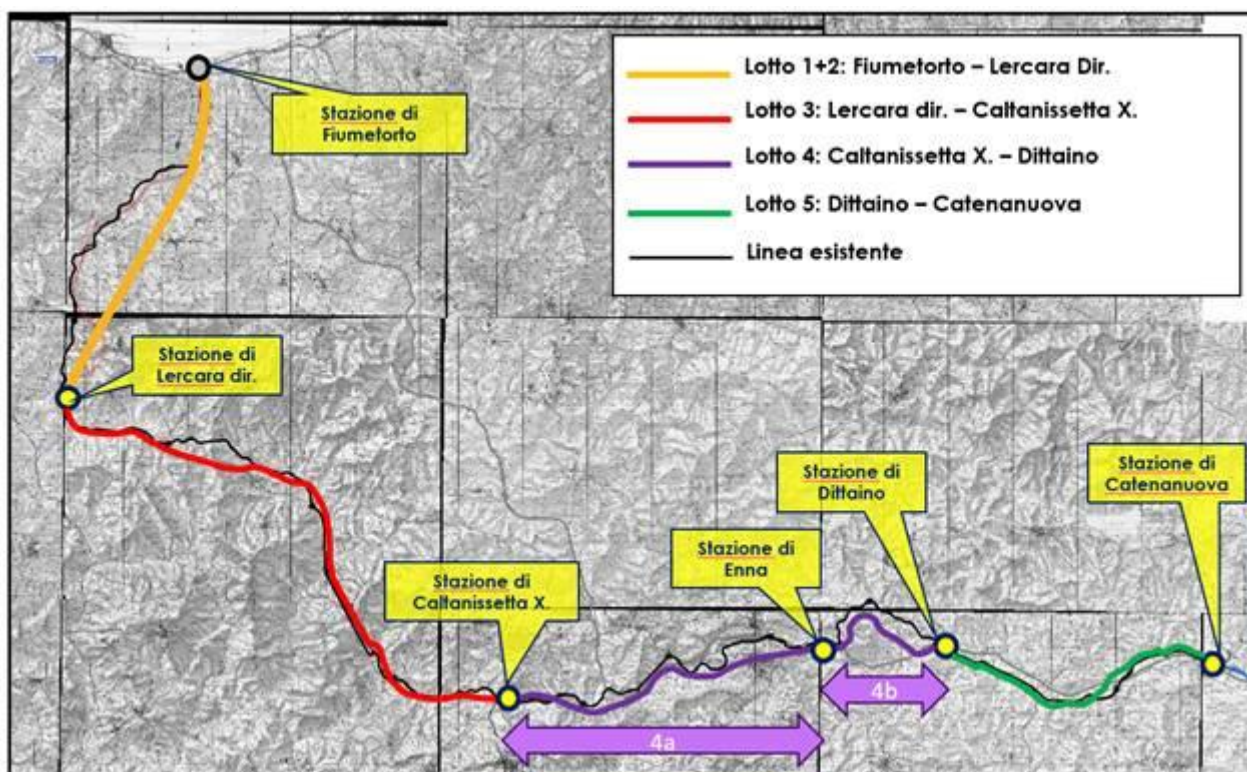 Lotto 1+2: Fiumetorto – Lercara Dir.
Lotto 3: Lercara dir. – Caltanissetta X.
Lotto 4: Caltanissetta X. – Dittaino
Lotto 5: Dittaino – Catenanuova
Linea esistente
Stazione di
Fiumetorto
Stazione di
Lercara dir.
Stazione di
Caltanissetta X.
Stazione di
Enna
Stazione di
Dittaino
Stazione di
Catenanuova
4a
4b